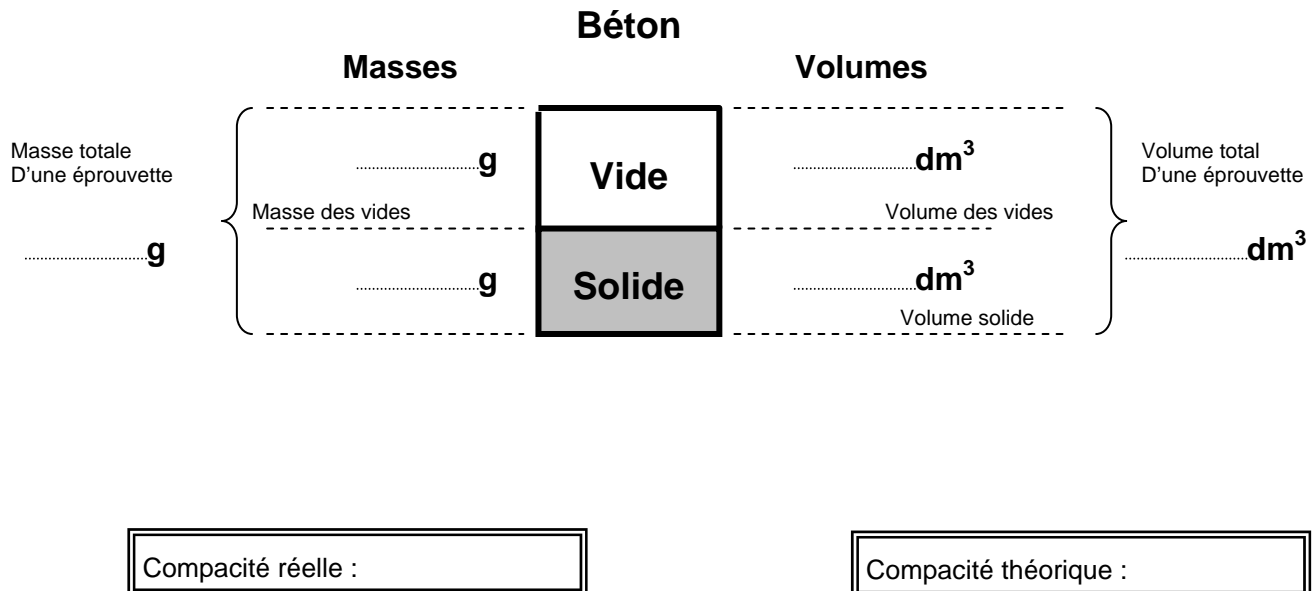 Béton
Masses Volumes
Masse totale
D'une éprouvette
..............................g
Masse des vides
..............................g
..............................g
Vide
Solide
..............................dm³
Volume des vides
..............................dm³
Volume solide
Volume total
D'une éprouvette
..............................dm³
Compacité réelle :
Compacité théorique :